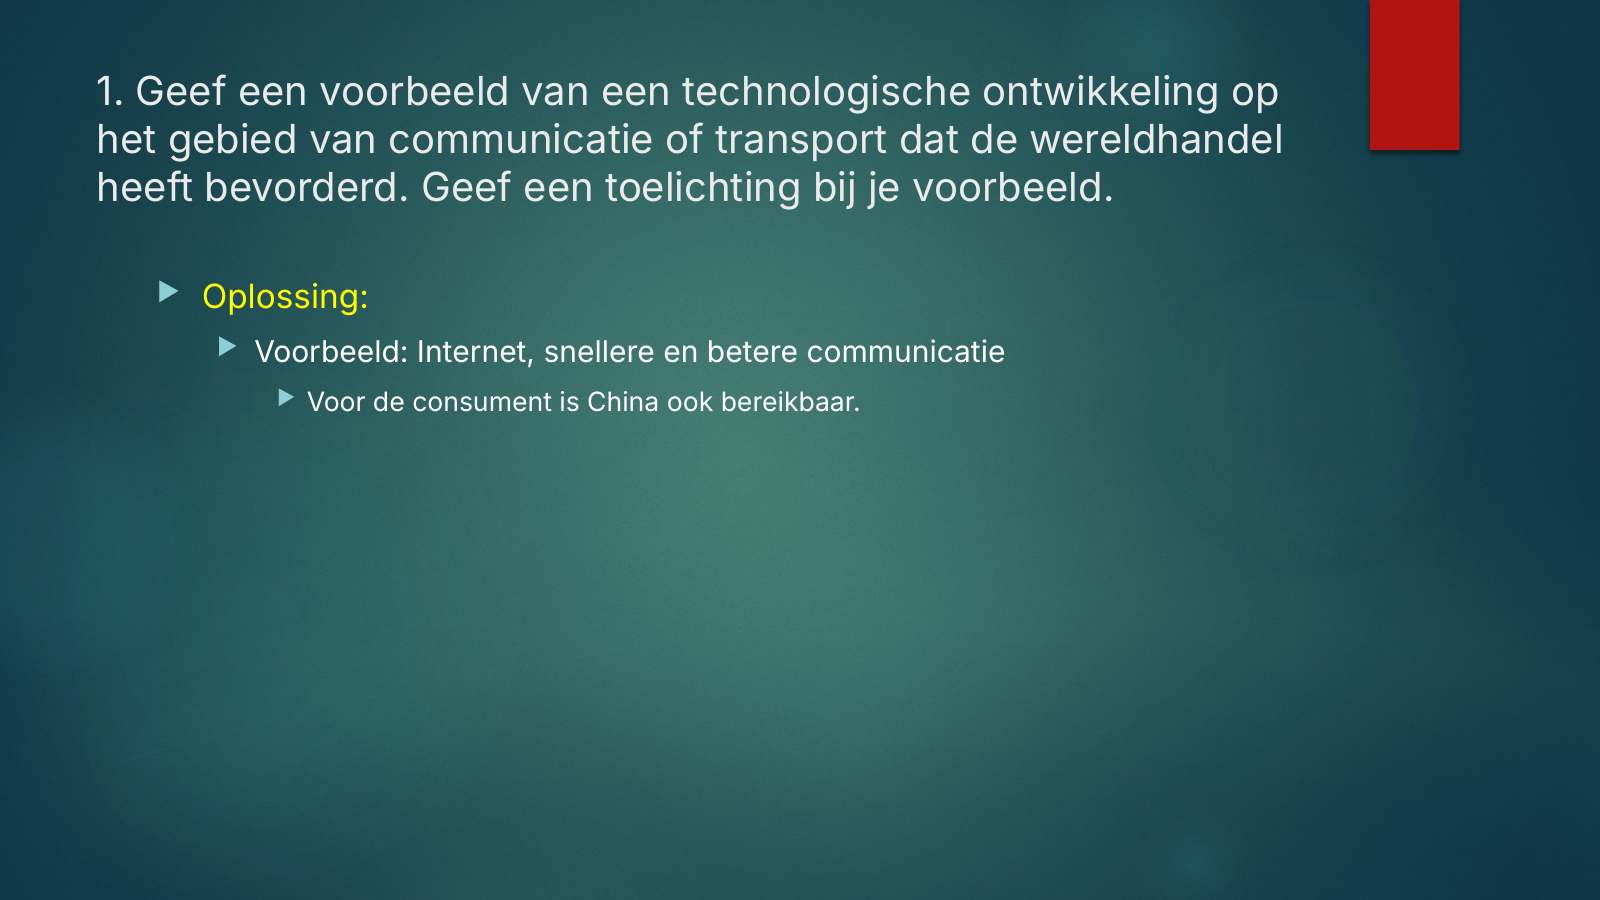 1. Geef een voorbeeld van een technologische ontwikkeling op
het gebied van communicatie of transport dat de wereldhandel
heeft bevorderd. Geef een toelichting bij je voorbeeld.
Oplossing:
Voorbeeld: Internet, snellere en betere communicatie
Voor de consument is China ook bereikbaar.